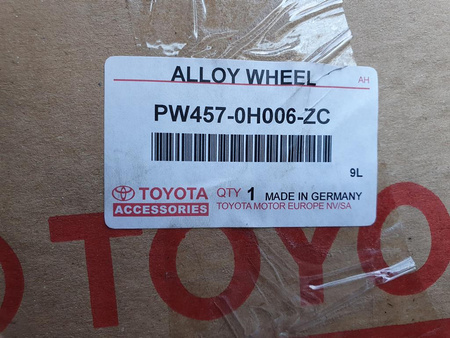 ALLOY WHEEL
AH
PW457-0H006-ZC
9L
TOYOTA
ACCESSORIES
QTY 1 MADE IN GERMANY
TOYOTA MOTOR EUROPE NV/SA
TOYO